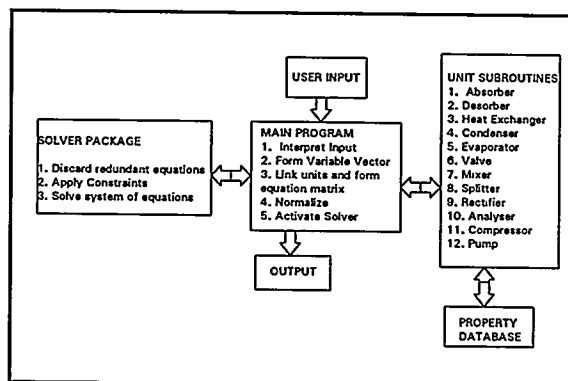 USER INPUT
SOLVER PACKAGE
1. Discard redundant equations
2. Apply Constraints
3. Solve system of equations
MAIN PROGRAM
1. Interpret Input
2. Form Variable Vector
3. Link units and form
equation matrix
4. Normalize
5. Activate Solver
OUTPUT
UNIT SUBROUTINES
1. Absorber
2. Desorber
3. Heat Exchanger
4. Condenser
5. Evaporator
6. Valve
7. Mixer
8. Splitter
9. Rectifier
10. Analyser
11. Compressor
12. Pump
PROPERTY
DATABASE